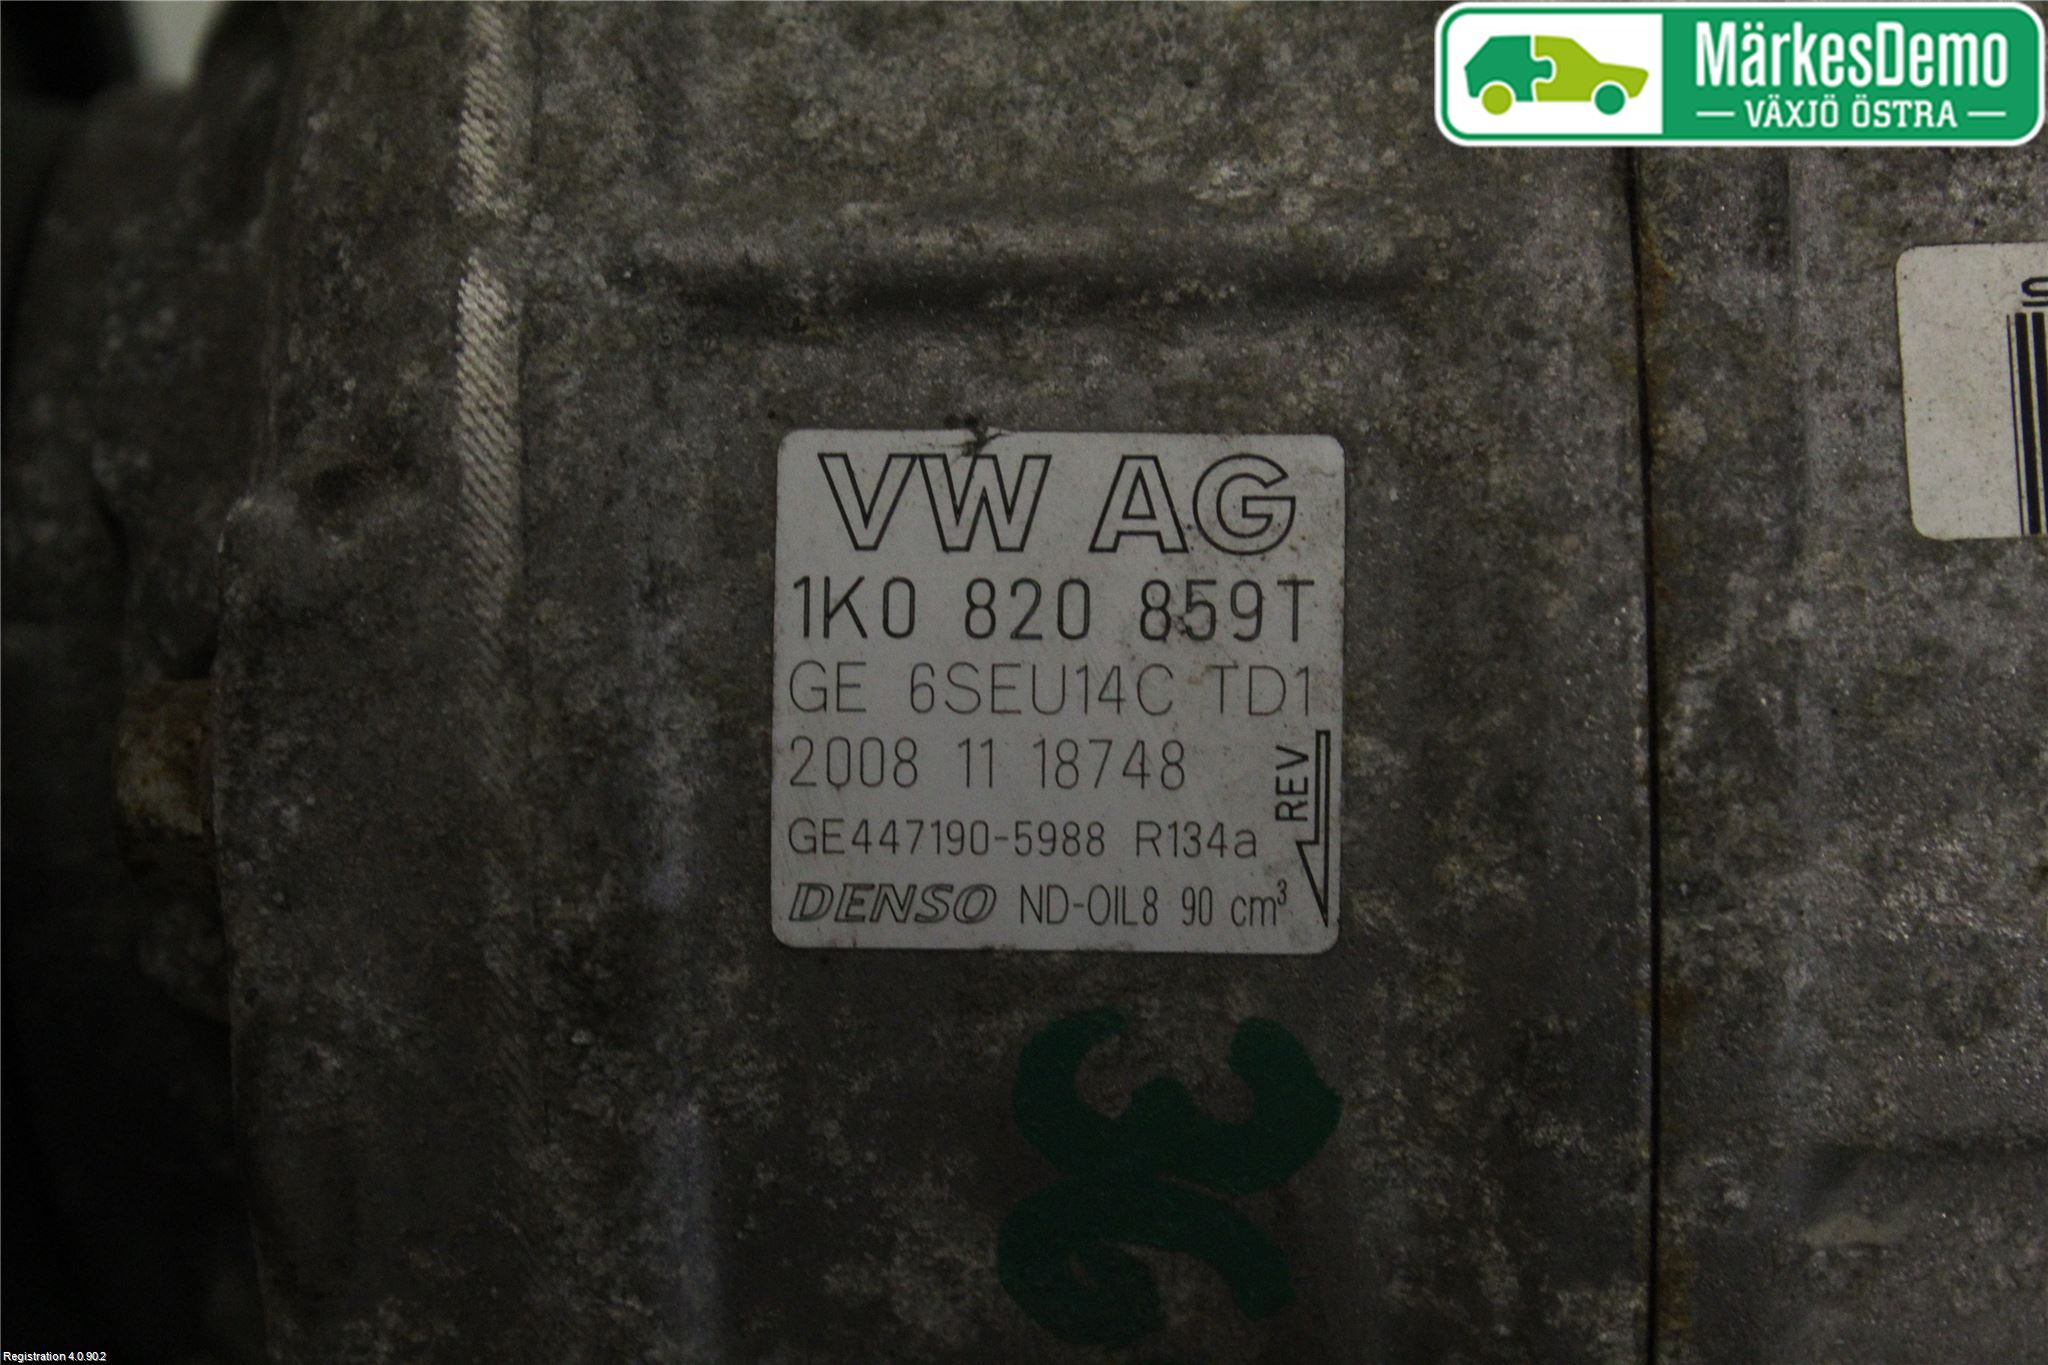 MärkesDemo
VÄXJÖ ÖSTRA
VW AG
1K0 820 859T
GE 6SEU14C TD1
2008 11 18748
REV
GE447190-5988 R134a
DENSO ND-OIL8 90 cm³
Registration 4.0.90.2